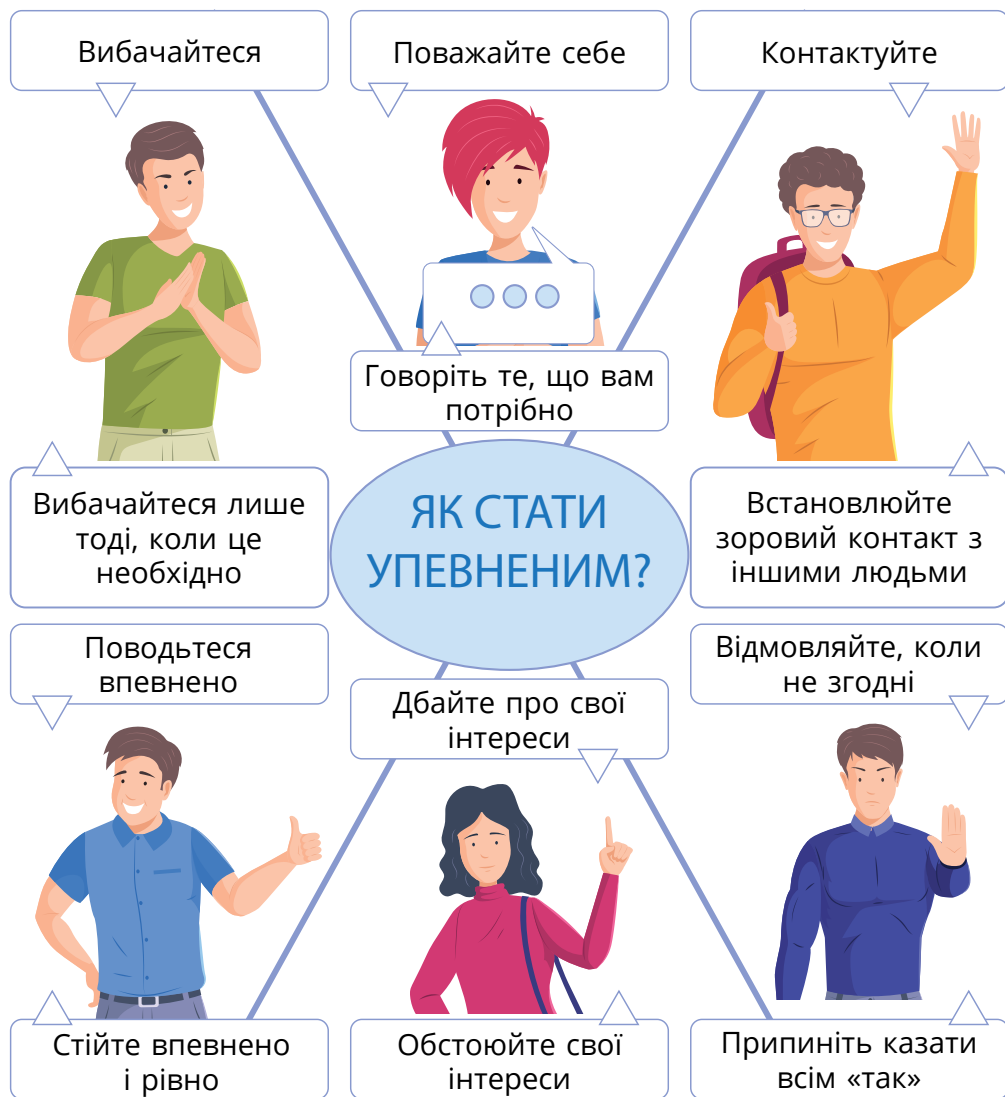 Вибачайтеся
Поважайте себе
Контактуйте
Говоріть те, що вам
потрібно
ЯК СТАТИ
УПЕВНЕНИМ?
Вибачайтеся лише
тоді, коли це
необхідно
Встановлюйте
зоровий контакт з
іншими людьми
Поводьтеся
впевнено
Дбайте про свої
інтереси
Відмовляйте, коли
не згодні
Стійте впевнено
і рівно
Обстоюйте свої
інтереси
Припиніть казати
всім «так»